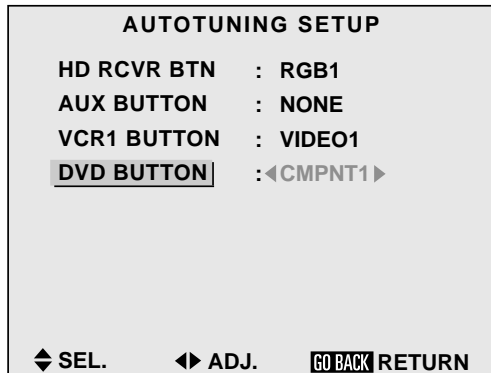 AUTOTUNING SETUP
HD RCVR BTN : RGB1
AUX BUTTON : NONE
VCR1 BUTTON : VIDEO1
DVD BUTTON : CMPNT1
SEL. ADJ. GO BACK RETURN